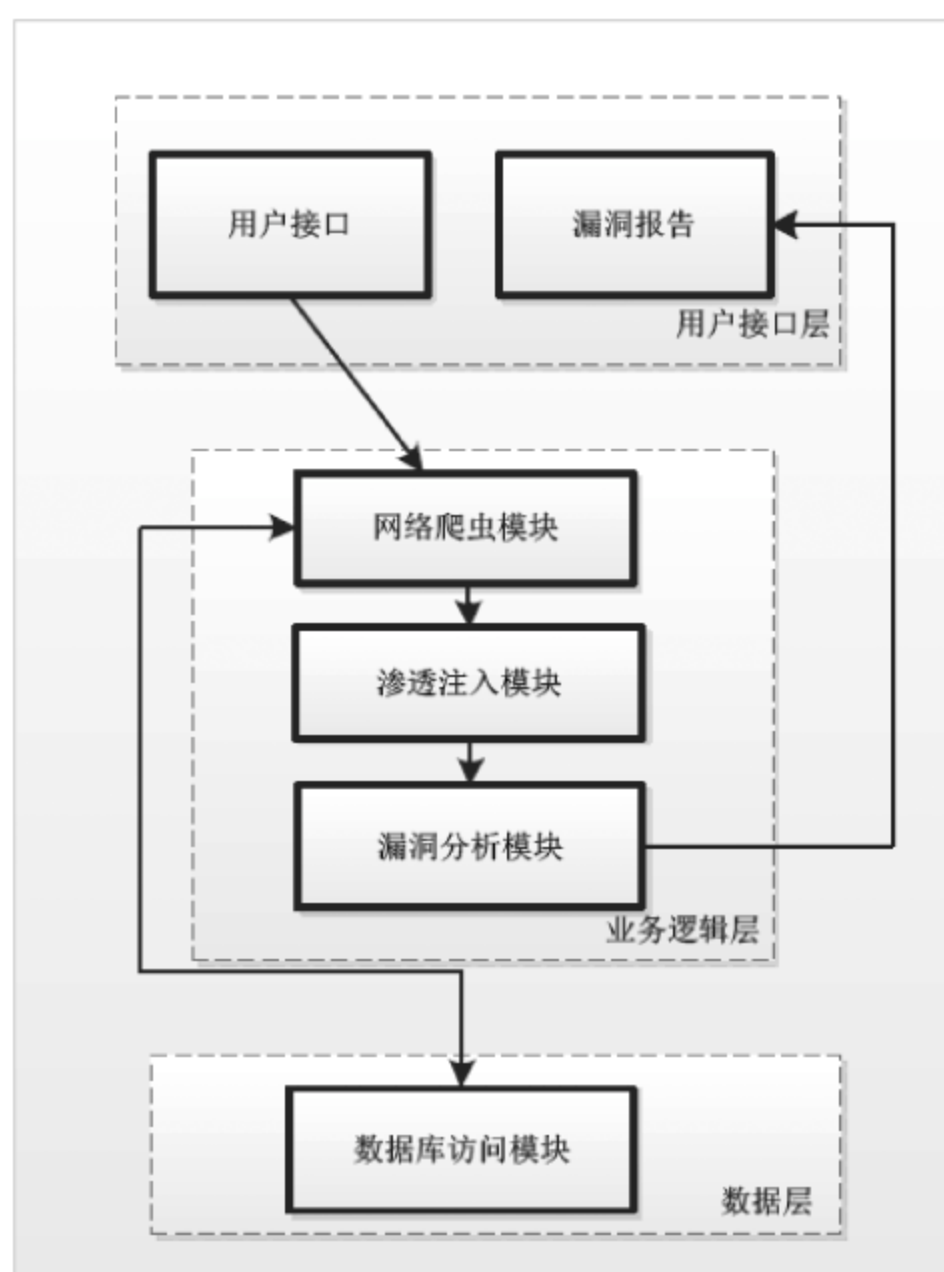 用户接口
漏洞报告
用户接口层
网络爬虫模块
渗透注入模块
漏洞分析模块
业务逻辑层
数据库访问模块
数据层